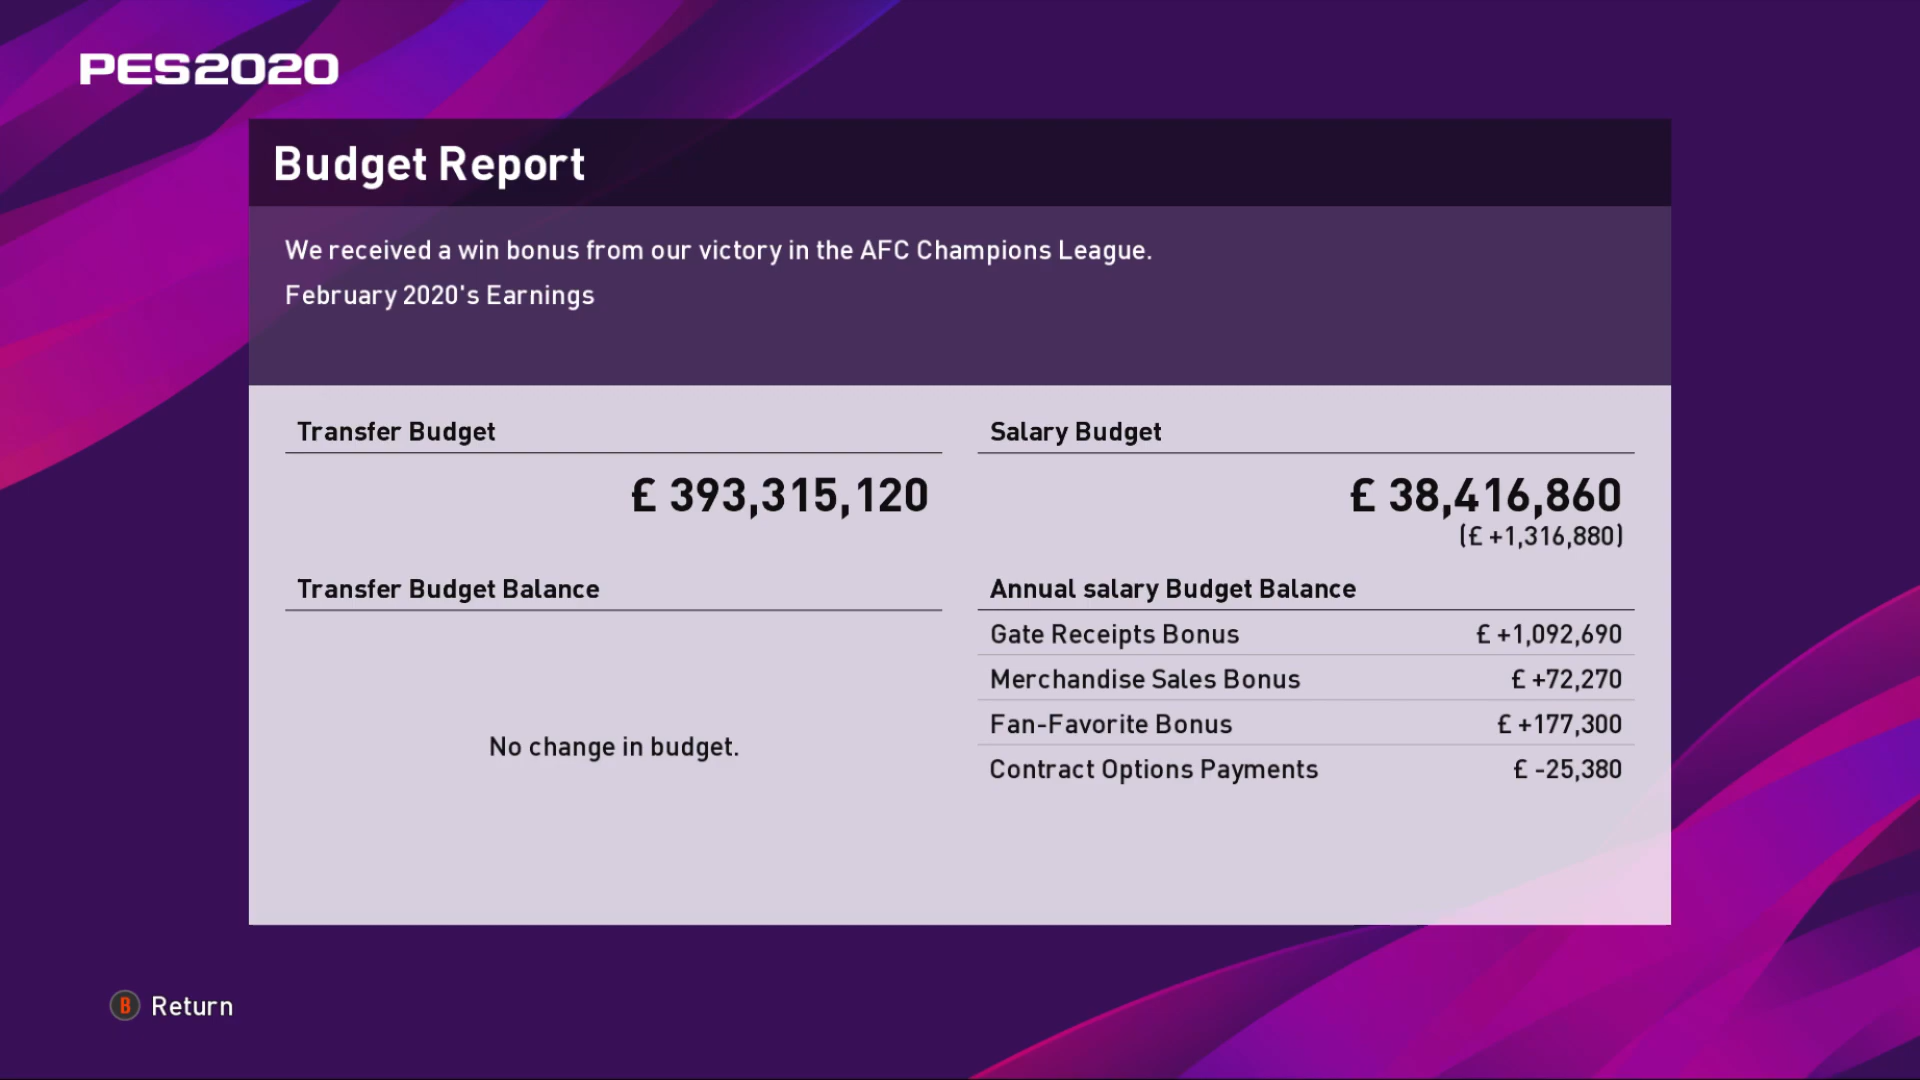 PES2020
Budget Report
We received a win bonus from our victory in the AFC Champions League.
February 2020's Earnings
Transfer Budget
£ 393,315,120
Salary Budget
£ 38,416,860
(£ +1,316,880)
Transfer Budget Balance
No change in budget.
Annual salary Budget Balance
Gate Receipts Bonus £ +1,092,690
Merchandise Sales Bonus £ +72,270
Fan-Favorite Bonus £ +177,300
Contract Options Payments £ -25,380
B Return